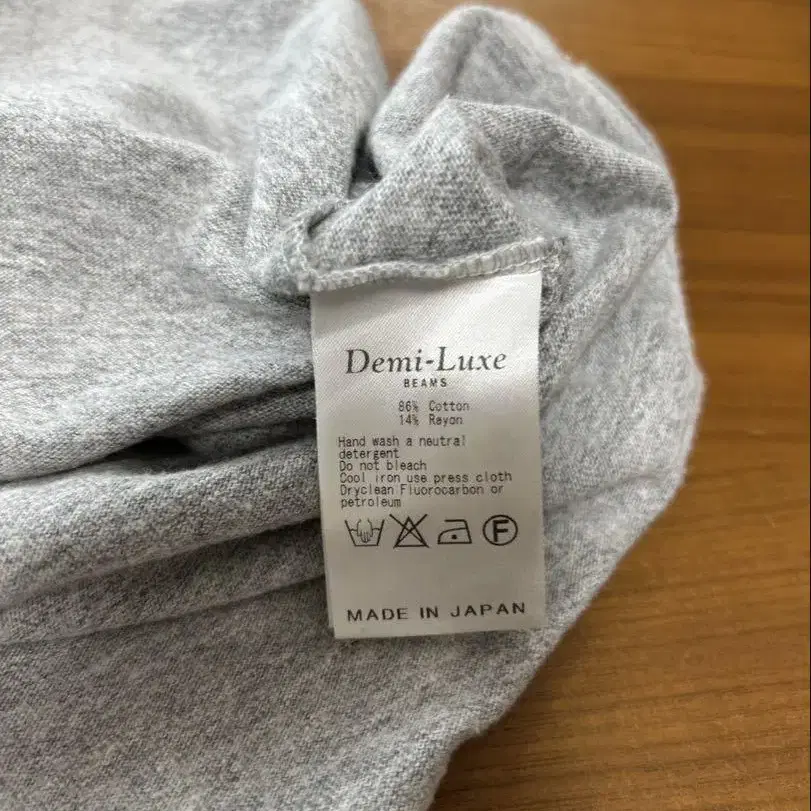 Demi-Luxe
BEAMS
86% Cotton
14% Rayon
Hand wash a neutral
detergent
Do not bleach
Cool iron use press cloth
Dryclean Fluorocarbon or
petroleum
F
MADE IN JAPAN